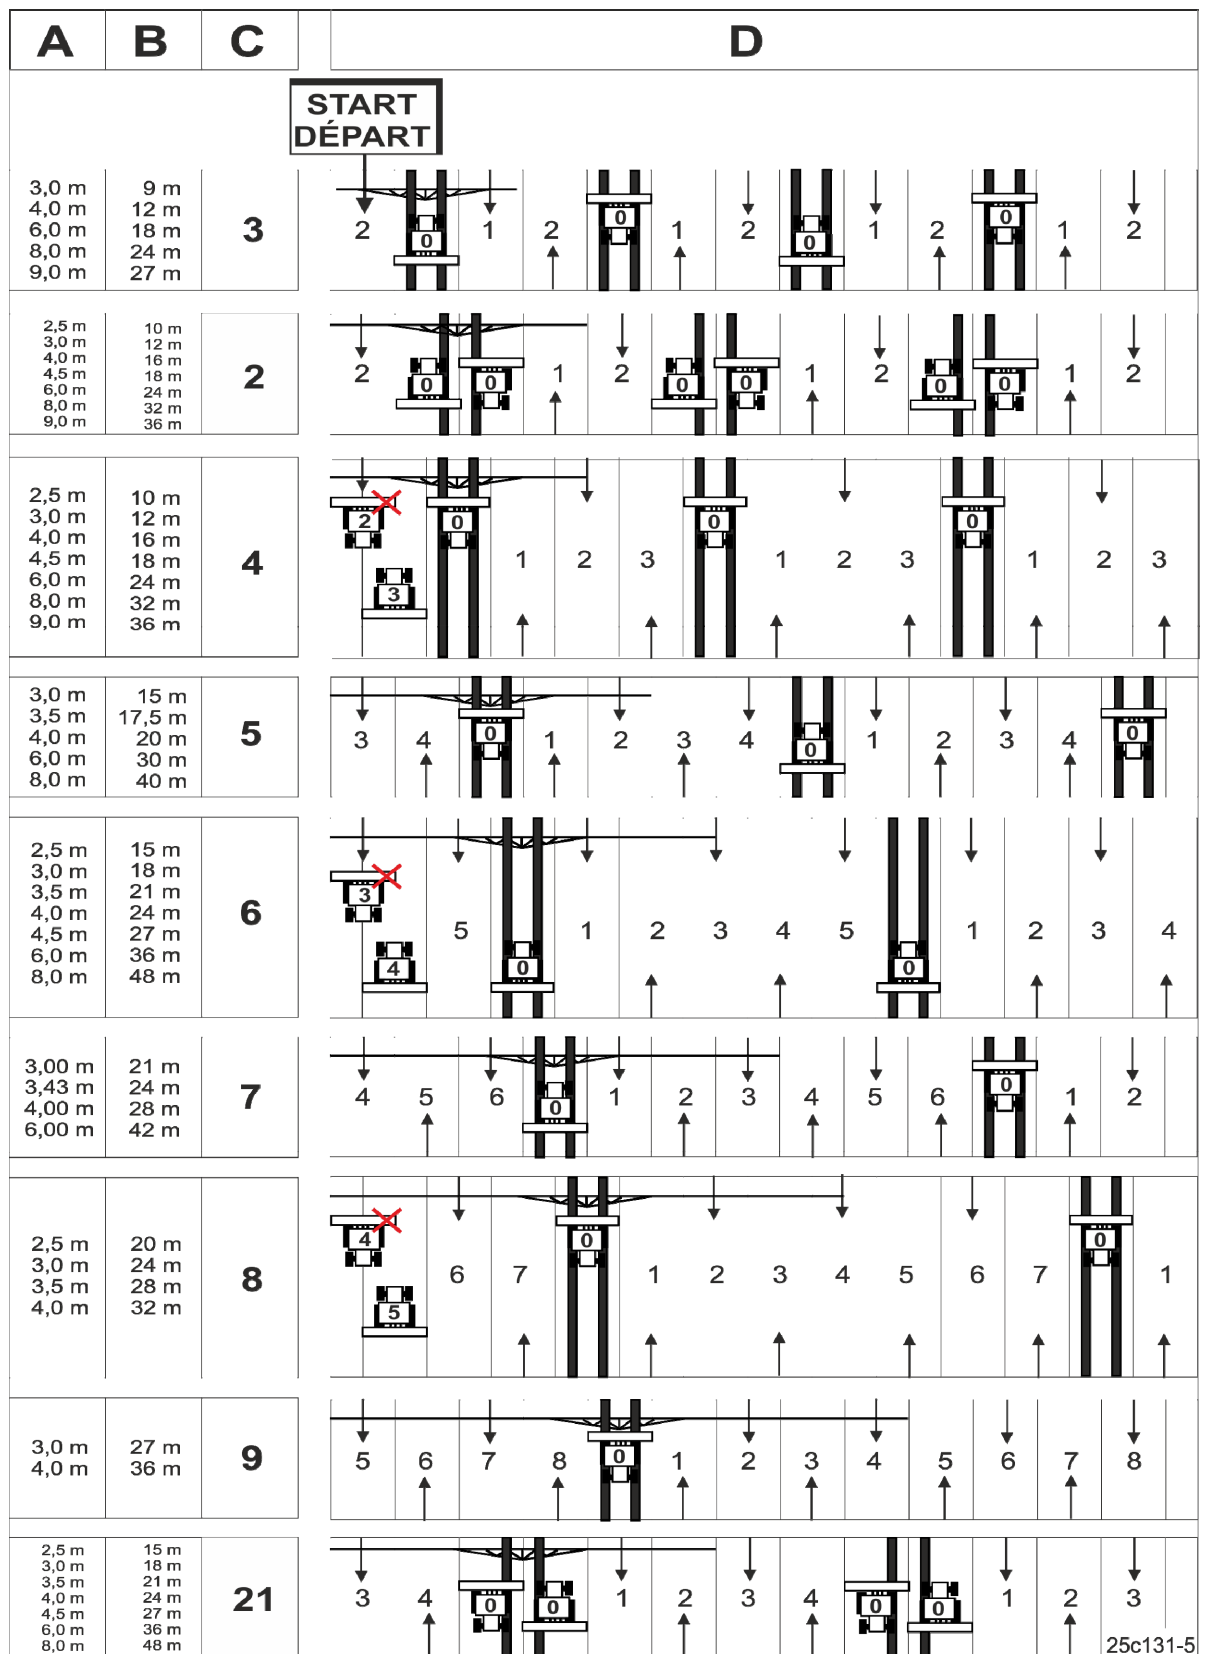 A B C D
START
DÉPART
3,0 m 9 m
4,0 m 12 m
6,0 m 18 m
8,0 m 24 m
9,0 m 27 m
3
2 0 1 2 0 1 2 0 1 2 0 1 2
2,5 m 10 m
3,0 m 12 m
4,0 m 16 m
4,5 m 18 m
6,0 m 24 m
8,0 m 32 m
9,0 m 36 m
2
2 0 0 1 2 0 0 1 2 0 0 1 2
2,5 m 10 m
3,0 m 12 m
4,0 m 16 m
4,5 m 18 m
6,0 m 24 m
8,0 m 32 m
9,0 m 36 m
4
2 0 0 0
1 2 3 1 2 3 1 2 3
3
3,0 m 15 m
3,5 m 17,5 m
4,0 m 20 m
6,0 m 30 m
8,0 m 40 m
5
3 4 0 1 2 3 4 0 1 2 3 4 0
2,5 m 15 m
3,0 m 18 m
3,5 m 21 m
4,0 m 24 m
4,5 m 27 m
6,0 m 36 m
8,0 m 48 m
6
3
5 1 2 3 4 5 1 2 3 4
4 0 0
3,00 m 21 m
3,43 m 24 m
4,00 m 28 m
6,00 m 42 m
7
4 5 6 0 1 2 3 4 5 6 0 1 2
2,5 m 20 m
3,0 m 24 m
3,5 m 28 m
4,0 m 32 m
8
4 0 0
6 7 1 2 3 4 5 6 7 1
5
3,0 m 27 m
4,0 m 36 m
9
5 6 7 8 0 1 2 3 4 5 6 7 8
2,5 m 15 m
3,0 m 18 m
3,5 m 21 m
4,0 m 24 m
4,5 m 27 m
6,0 m 36 m
8,0 m 48 m
21
3 4 0 0 1 2 3 4 0 0 1 2 3
25c131-5